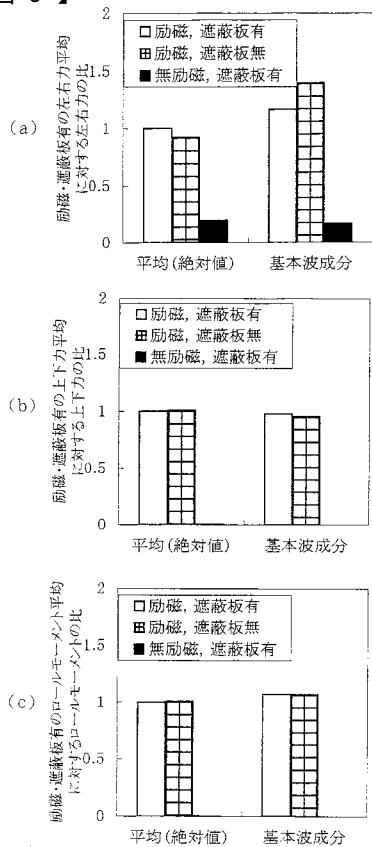 2
励磁, 遮蔽板有
励磁, 遮蔽板無
無励磁, 遮蔽板有
1.5
1
0.5
0
励磁・遮蔽板有の左右力平均
に対する左右力の比
(a)
平均(絶対値)
基本波成分
2
励磁, 遮蔽板有
励磁, 遮蔽板無
無励磁, 遮蔽板有
1.5
1
0.5
0
励磁・遮蔽板有の上下力平均
に対する上下力の比
(b)
平均(絶対値)
基本波成分
2
励磁, 遮蔽板有
励磁, 遮蔽板無
無励磁, 遮蔽板有
1.5
1
0.5
0
励磁・遮蔽板有のロールモーメント平均
に対するロールモーメントの比
(c)
平均(絶対値)
基本波成分